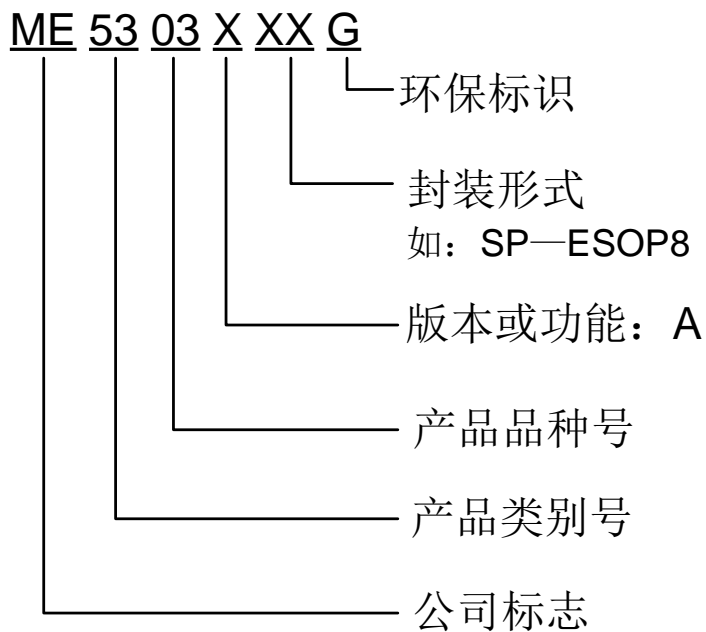 ME 53 03 X XX G
环保标识
封装形式
如：SP—ESOP8
版本或功能：A
产品品种号
产品类别号
公司标志